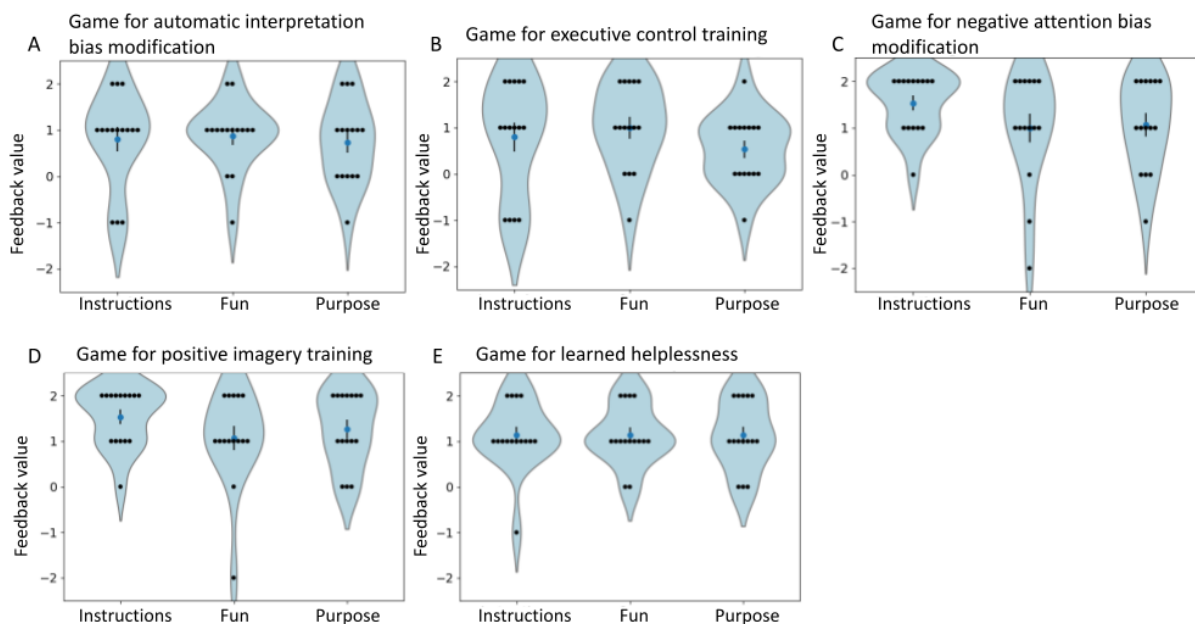 A Game for automatic interpretation
bias modification
Feedback value
2
1
0
−1
−2
Instructions Fun Purpose
B Game for executive control training
Feedback value
2
1
0
−1
−2
Instructions Fun Purpose
C Game for negative attention bias
modification
Feedback value
2
1
0
−1
−2
Instructions Fun Purpose
D Game for positive imagery training
Feedback value
2
1
0
−1
−2
Instructions Fun Purpose
E Game for learned helplessness
Feedback value
2
1
0
−1
−2
Instructions Fun Purpose